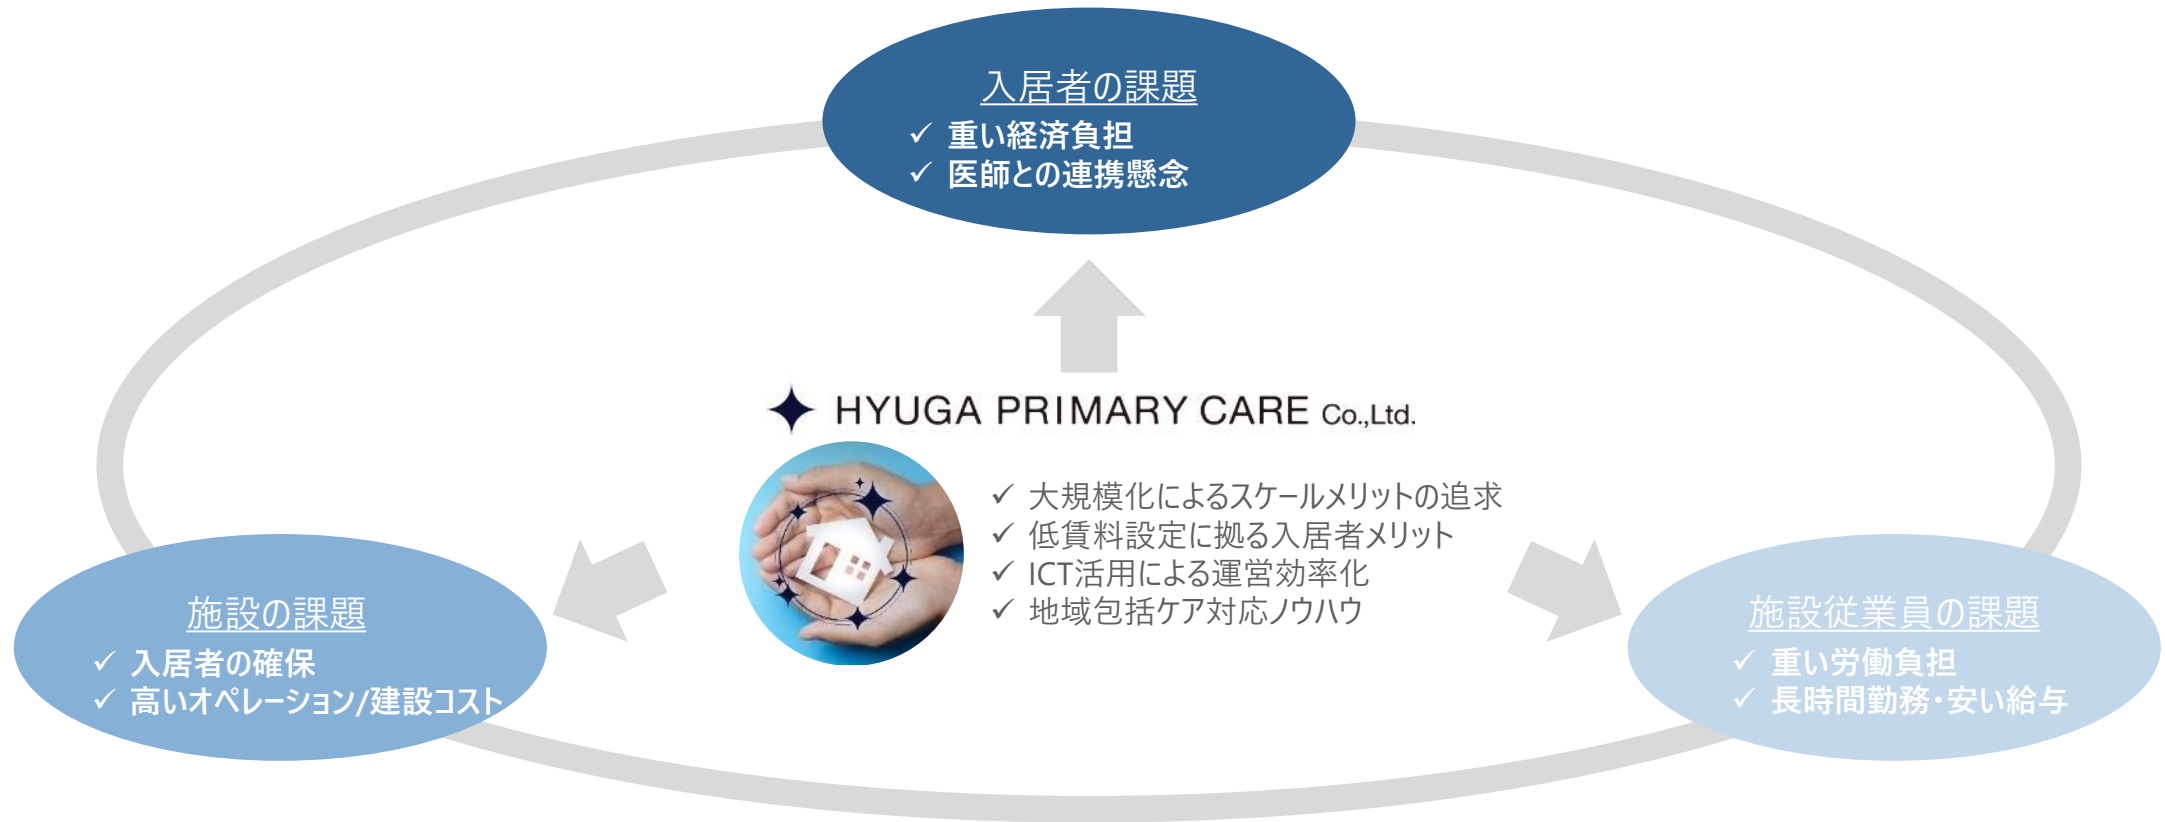 入居者の課題
✓ 重い経済負担
✓ 医師との連携懸念
HYUGA PRIMARY CARE Co.,Ltd.
✓ 大規模化によるスケールメリットの追求
✓ 低賃料設定に拠る入居者メリット
✓ ICT活用による運営効率化
✓ 地域包括ケア対応ノウハウ
施設の課題
✓ 入居者の確保
✓ 高いオペレーション/建設コスト
施設従業員の課題
✓ 重い労働負担
✓ 長時間勤務・安い給与